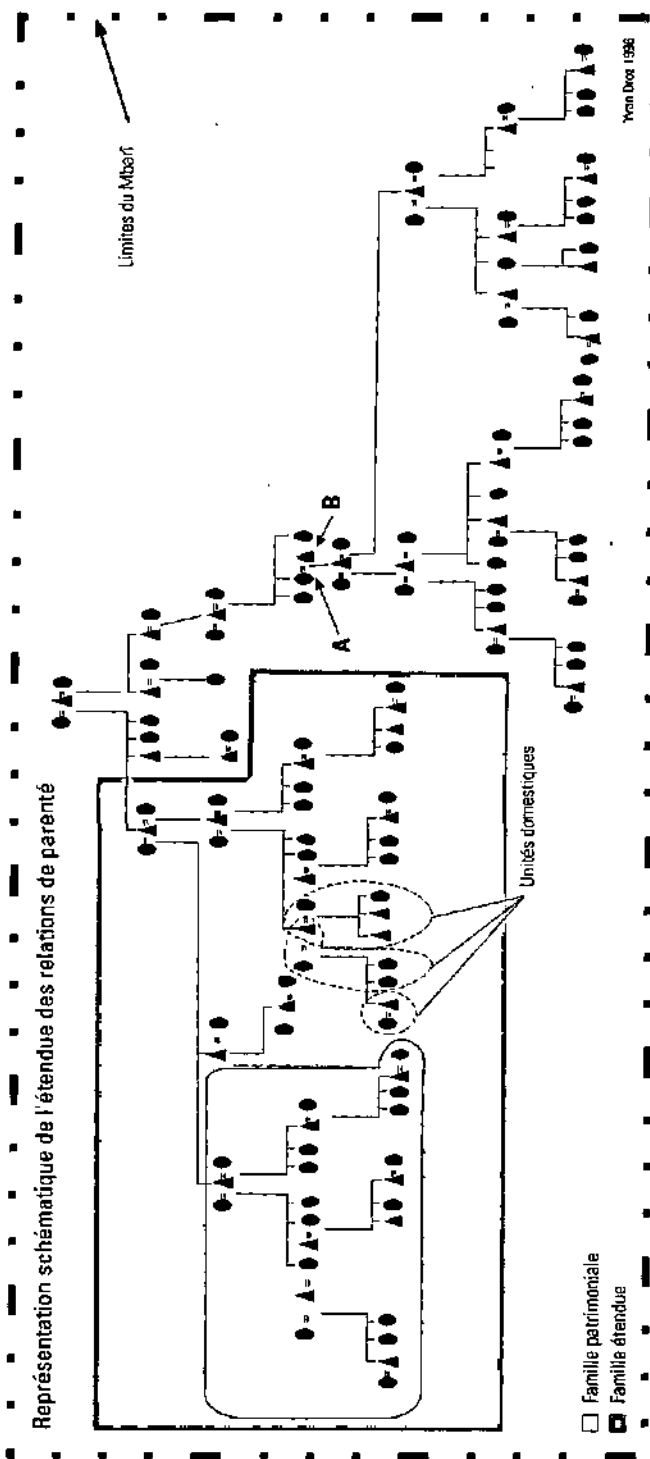 Représentation schématique de l'étendue des relations de parenté
Limites du Mbarî
A
B
Unités domestiques
Famille patrimoniale
Famille étendue
Yvan Droz 1996